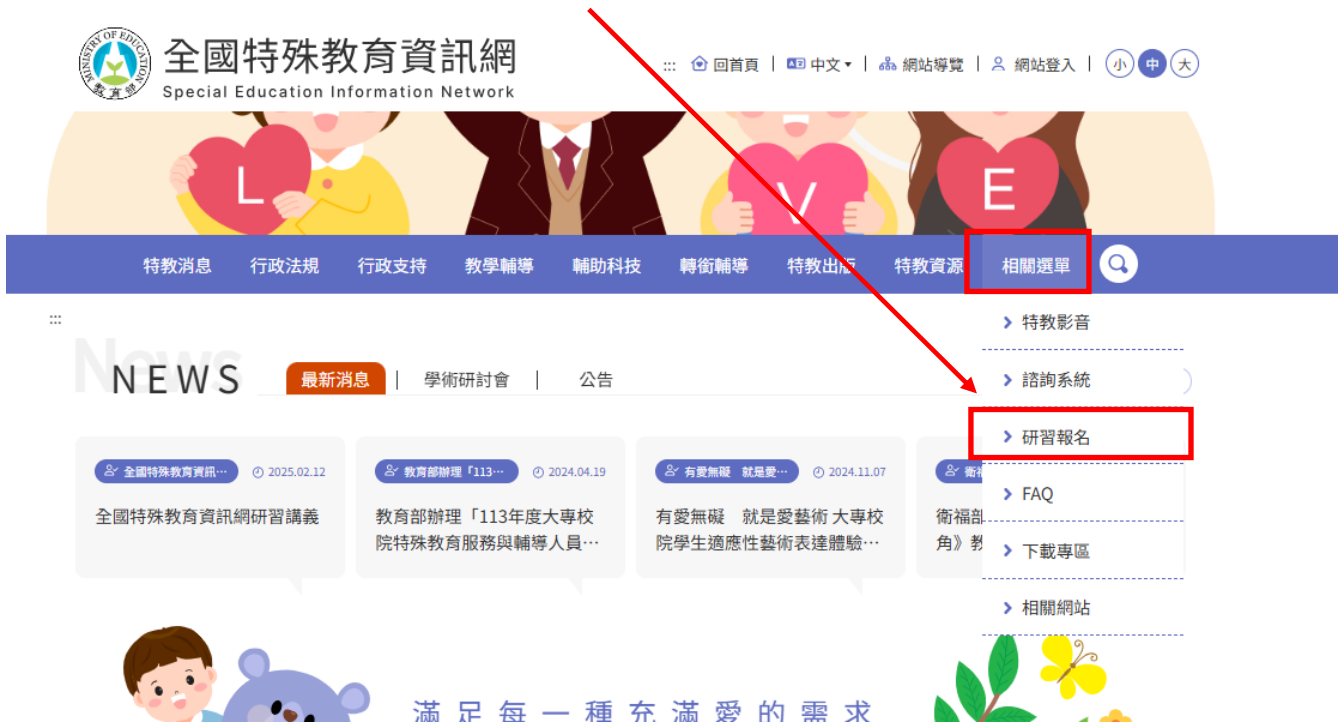 全國特殊教育資訊網
Special Education Information Network
MINISTRY OF EDUCATION
教育部
::: 回首頁 | 中文 ▾ | 網站導覽 | 網站登入 | 小 中 大
L V E
特教消息 行政法規 行政支持 教學輔導 輔助科技 轉銜輔導 特教出版 特教資源 相關選單
:::
特教影音
諮詢系統
研習報名
FAQ
下載專區
相關網站
News
NEWS 最新消息 | 學術研討會 | 公告
全國特殊教育資訊… 2025.02.12
全國特殊教育資訊網研習講義
教育部辦理「113… 2024.04.19
教育部辦理「113年度大專校
院特殊教育服務與輔導人員…
有愛無礙 就是愛… 2024.11.07
有愛無礙 就是愛藝術 大專校
院學生適應性藝術表達體驗…
衛福部
角》教
滿足每一種充滿愛的需求